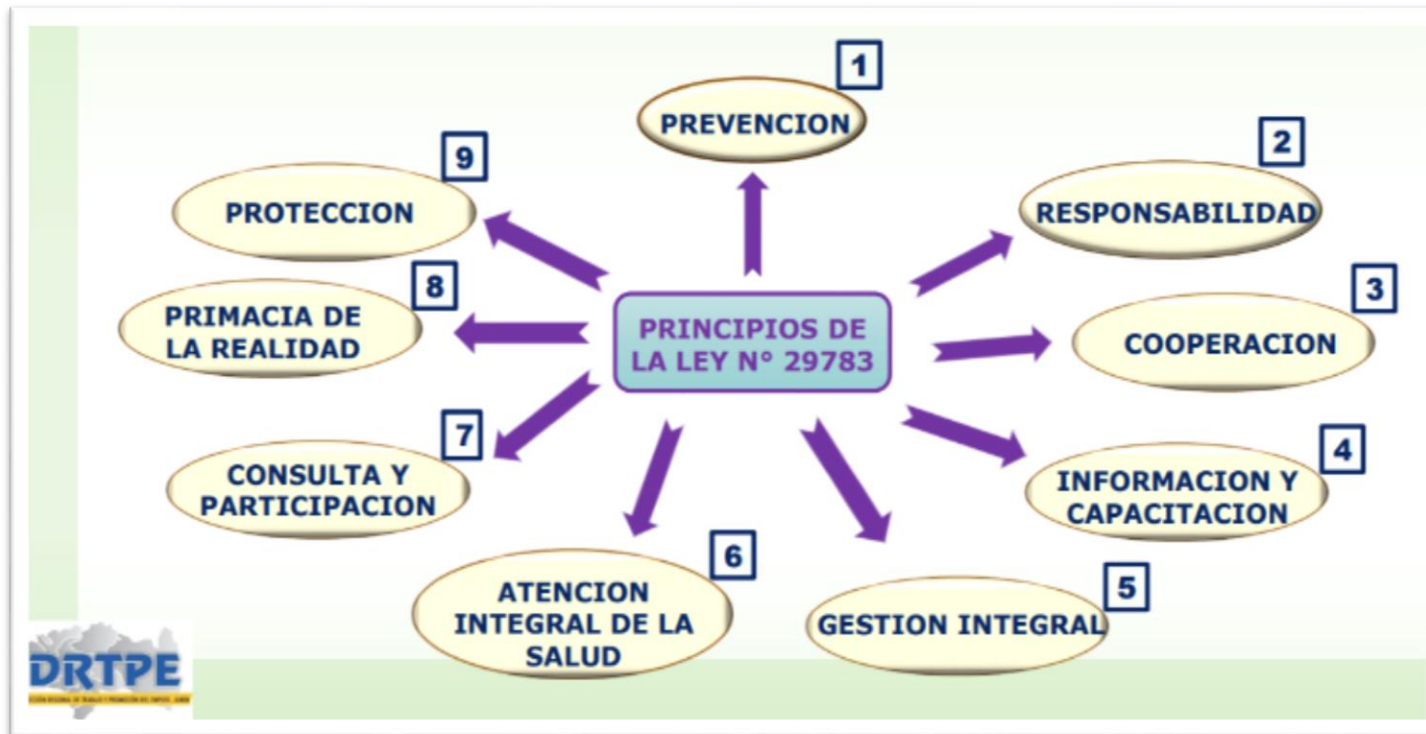 1
PREVENCION
2
RESPONSABILIDAD
3
COOPERACION
4
INFORMACION Y
CAPACITACION
5
GESTION INTEGRAL
6
ATENCION
INTEGRAL DE LA
SALUD
7
CONSULTA Y
PARTICIPACION
8
PRIMACIA DE
LA REALIDAD
9
PROTECCION
PRINCIPIOS DE
LA LEY N° 29783
DRTPE